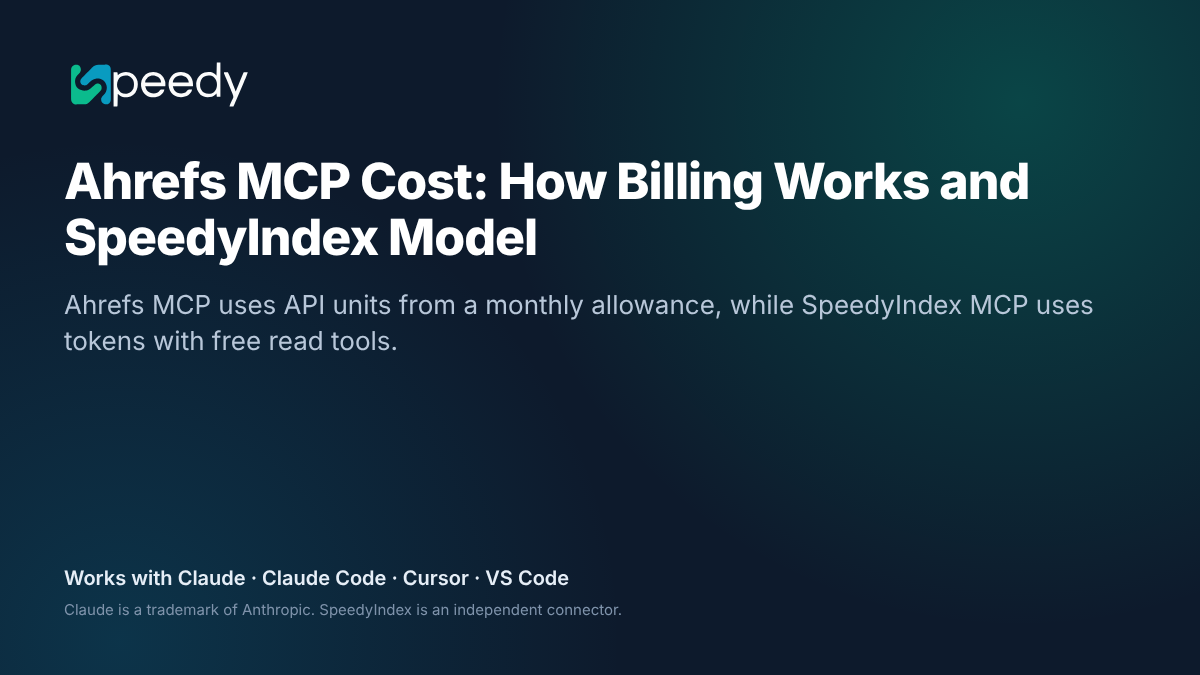 Speedy
Ahrefs MCP Cost: How Billing Works and
SpeedyIndex Model
Ahrefs MCP uses API units from a monthly allowance, while SpeedyIndex MCP uses
tokens with free read tools.
Works with Claude · Claude Code · Cursor · VS Code
Claude is a trademark of Anthropic. SpeedyIndex is an independent connector.